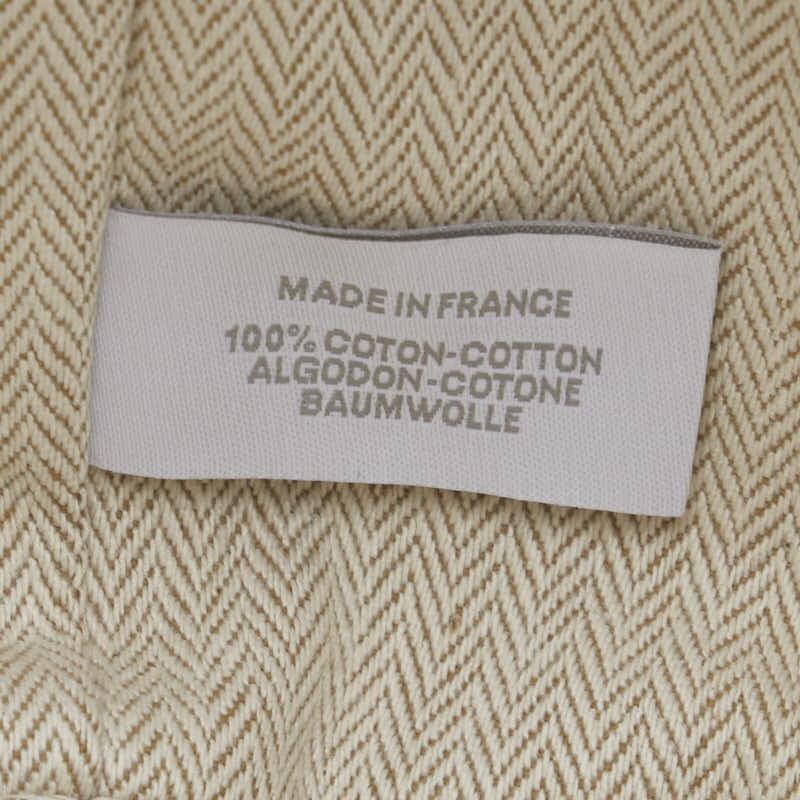 MADE IN FRANCE
100% COTON-COTTON
ALGODON-COTONE
BAUMWOLLE